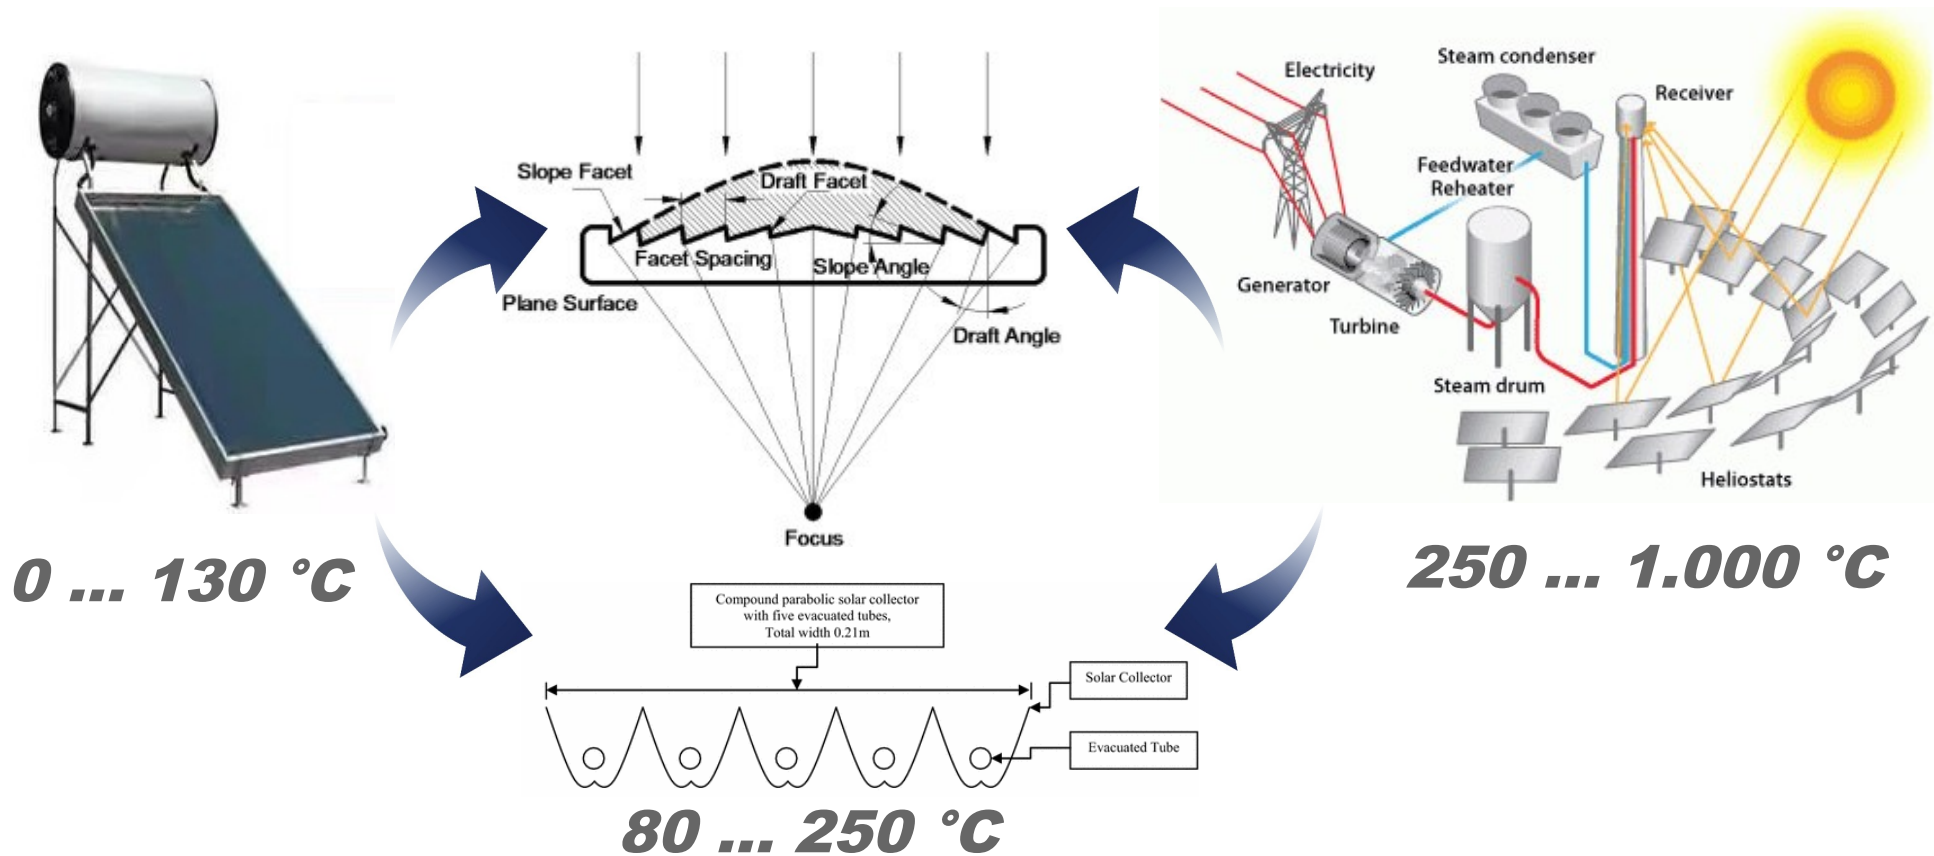 0 ... 130 °C
Slope Facet
Draft Facet
Facet Spacing
Slope Angle
Plane Surface
Draft Angle
Focus
Compound parabolic solar collector
with five evacuated tubes,
Total width 0.21m
Solar Collector
Evacuated Tube
80 ... 250 °C
Steam condenser
Electricity
Receiver
Feedwater
Reheater
Generator
Turbine
Steam drum
Heliostats
250 ... 1.000 °C